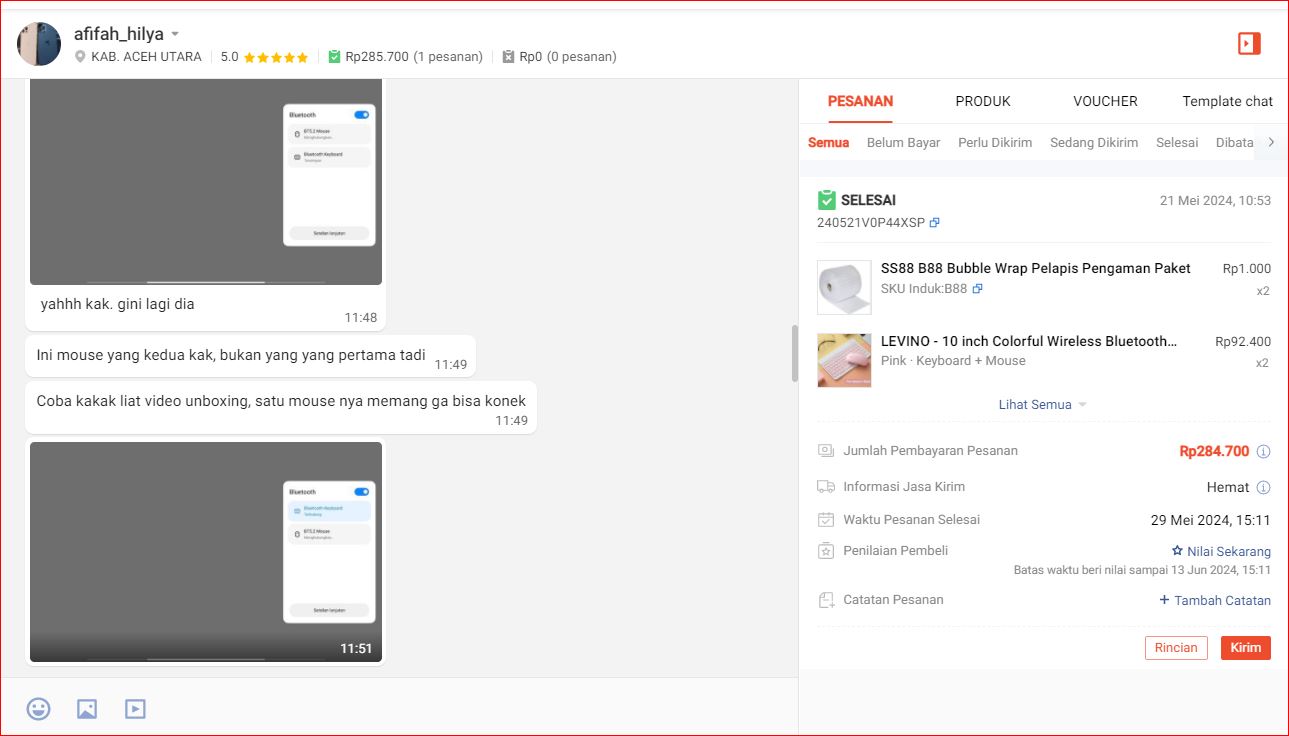 afifah_hilya
KAB. ACEH UTARA 5.0 Rp285.700 (1 pesanan) Rp0 (0 pesanan)
Bluetooth
BT5.2 Mouse
Menghubungkan...
Bluetooth Keyboard
Tersimpan
Setelan lanjutan
yahhh kak. gini lagi dia
11:48
Ini mouse yang kedua kak, bukan yang yang pertama tadi
11:49
Coba kakak liat video unboxing, satu mouse nya memang ga bisa konek
11:49
Bluetooth
Bluetooth Keyboard
Terhubung
BT5.2 Mouse
Menghubungkan...
Setelan lanjutan
11:51
PESANAN PRODUK VOUCHER Template chat
Semua Belum Bayar Perlu Dikirim Sedang Dikirim Selesai Dibata
SELESAI 21 Mei 2024, 10:53
240521V0P44XSP
SS88 B88 Bubble Wrap Pelapis Pengaman Paket Rp1.000
SKU Induk:B88 x2
LEVINO - 10 inch Colorful Wireless Bluetooth... Rp92.400
Pink · Keyboard + Mouse x2
Lihat Semua
Jumlah Pembayaran Pesanan Rp284.700
Informasi Jasa Kirim Hemat
Waktu Pesanan Selesai 29 Mei 2024, 15:11
Penilaian Pembeli Nilai Sekarang
Batas waktu beri nilai sampai 13 Jun 2024, 15:11
Catatan Pesanan + Tambah Catatan
Rincian Kirim